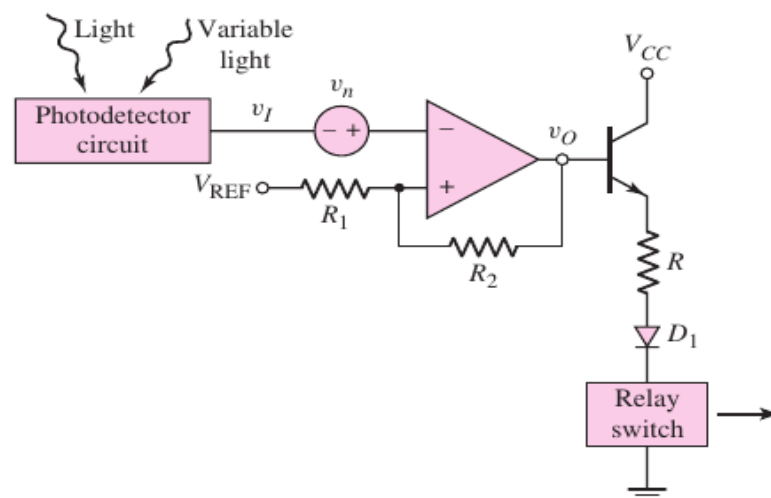 Light
Variable
light
V_CC
v_n
Photodetector
circuit
v_I
− +
−
v_O
V_REF
R_1
+
R_2
R
D_1
Relay
switch